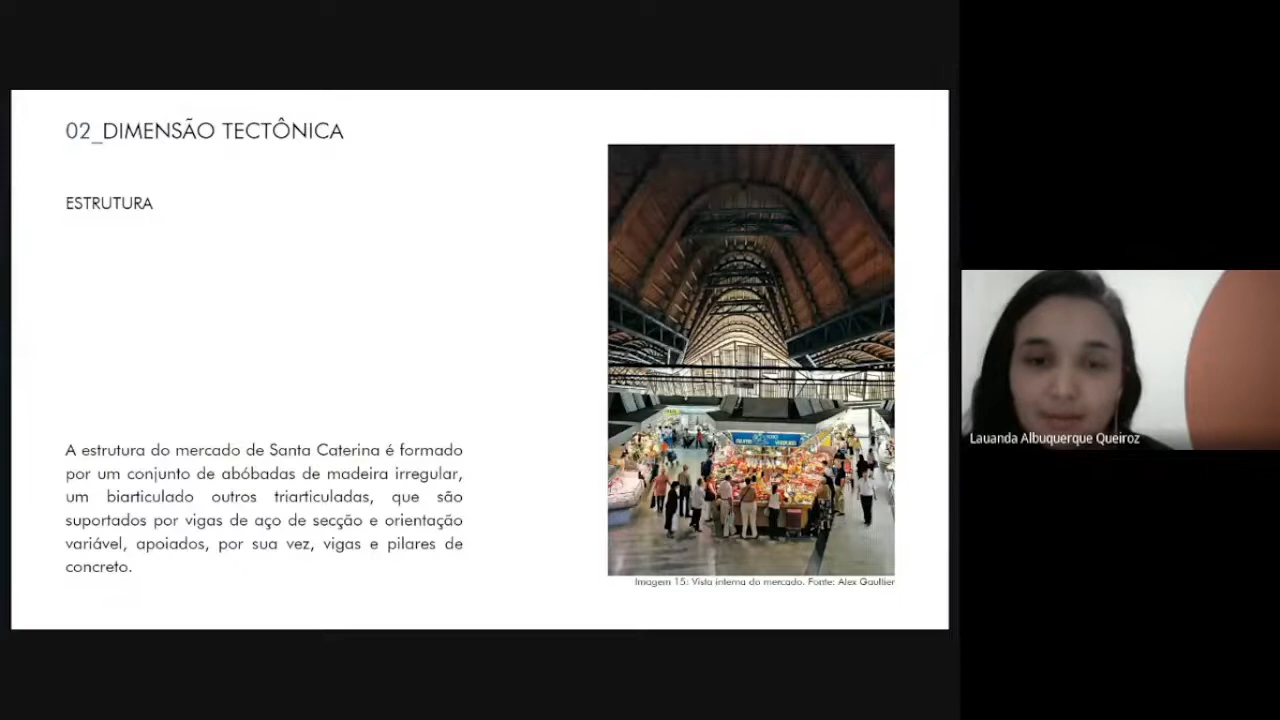 02_DIMENSÃO TECTÔNICA
ESTRUTURA
A estrutura do mercado de Santa Caterina é formado
por um conjunto de abóbadas de madeira irregular,
um biarticulado outros triarticuladas, que são
suportados por vigas de aço de secção e orientação
variável, apoiados, por sua vez, vigas e pilares de
concreto.
Imagem 15: Vista interna do mercado. Fonte: Alex Gaultier
Lauanda Albuquerque Queiroz